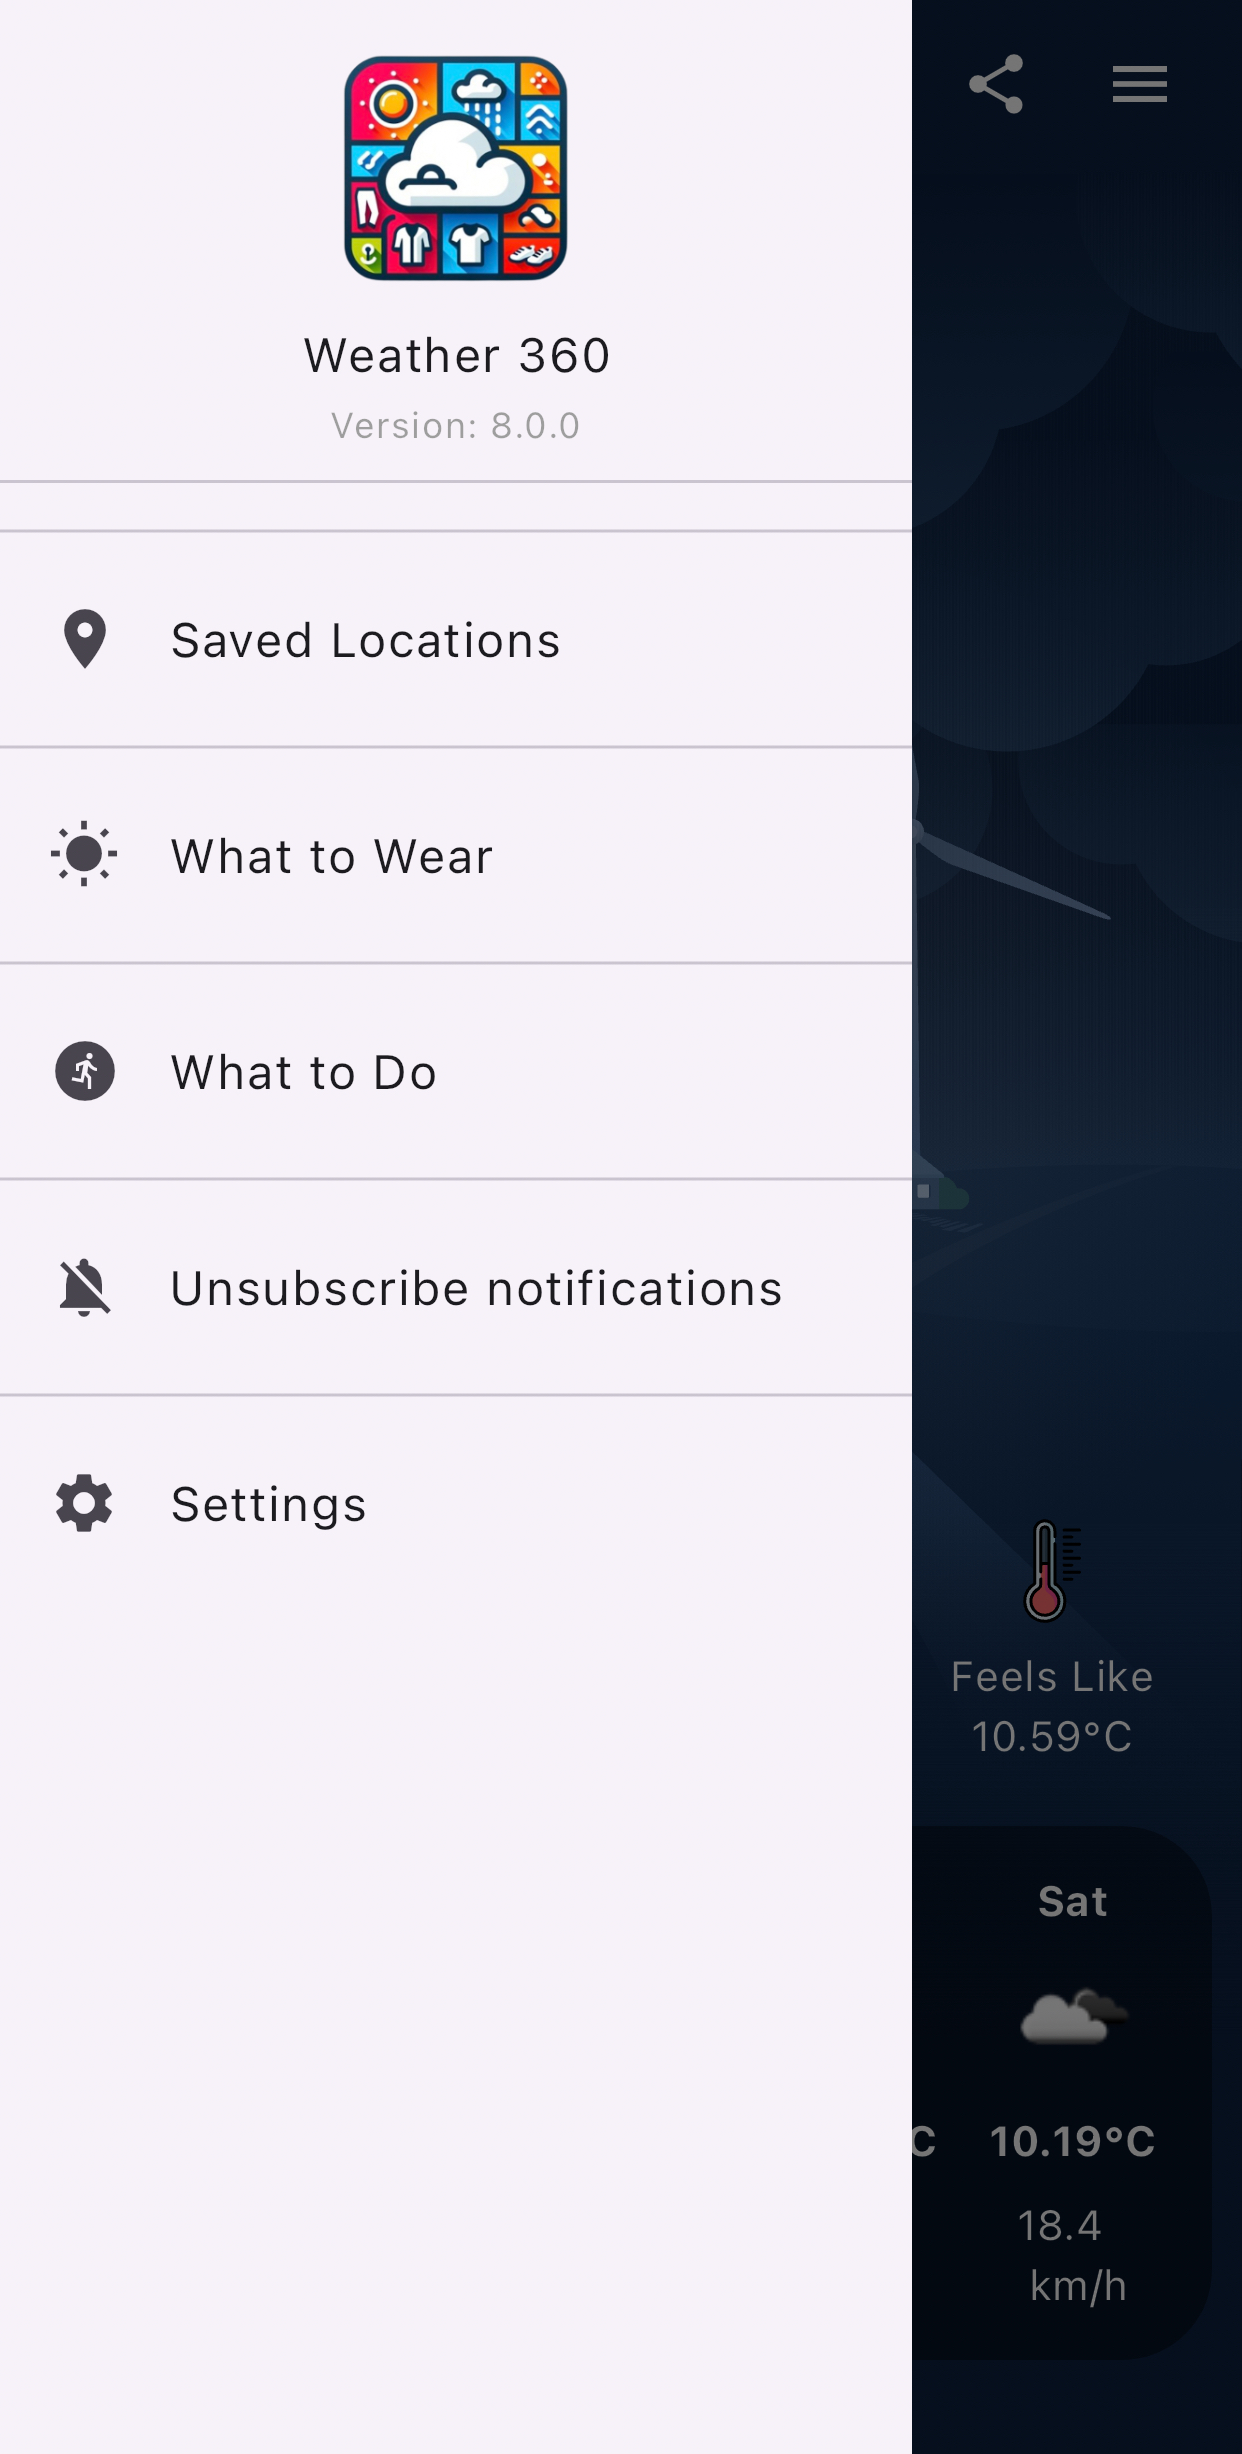 Weather 360
Version: 8.0.0
Saved Locations
What to Wear
What to Do
Unsubscribe notifications
Settings
Feels Like
10.59°C
Sat
C 10.19°C
18.4
km/h